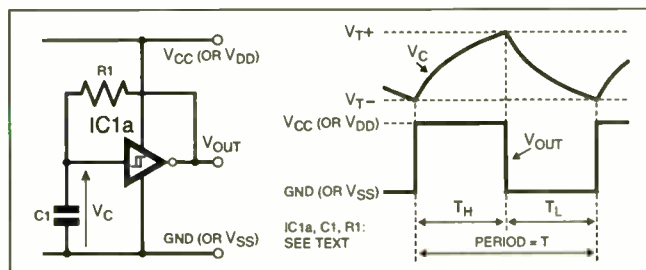 V_CC (OR V_DD)
R1
IC1a
V_OUT
C1
V_C
GND (OR V_SS)
V_T+
V_C
V_T−
V_CC (OR V_DD)
V_OUT
GND (OR V_SS)
T_H
T_L
IC1a, C1, R1:
SEE TEXT
PERIOD = T